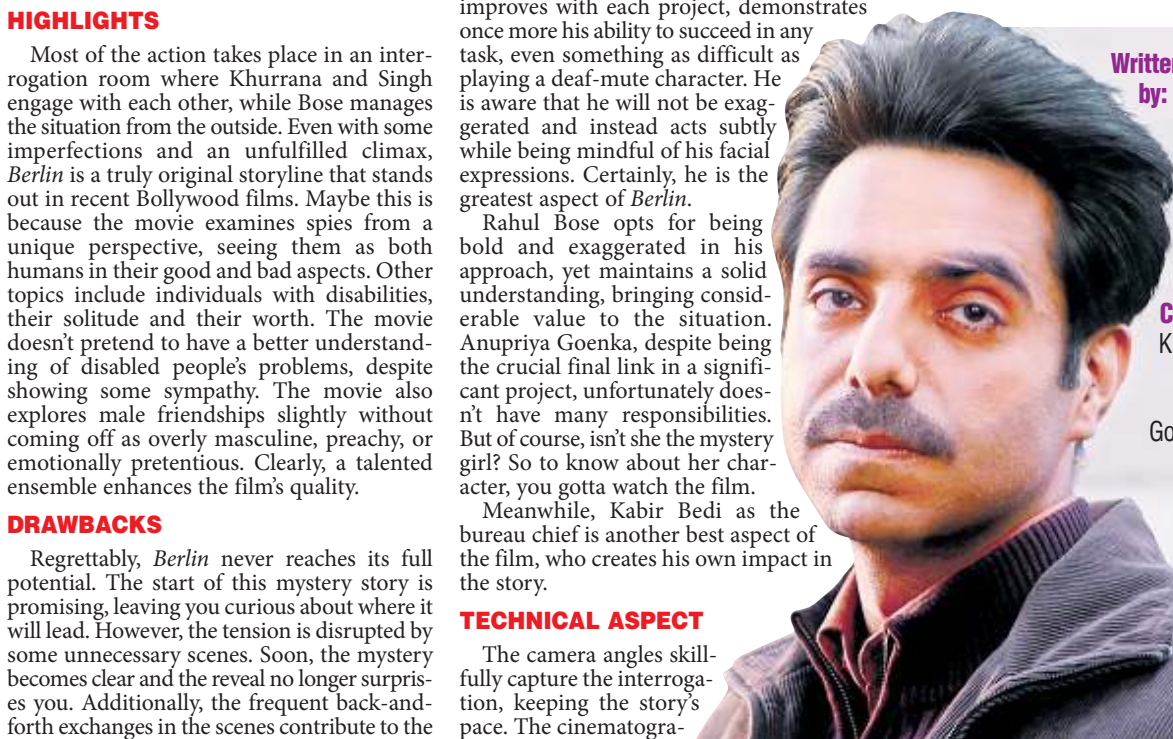 HIGHLIGHTS
Most of the action takes place in an inter-
rogation room where Khurrana and Singh
engage with each other, while Bose manages
the situation from the outside. Even with some
imperfections and an unfulfilled climax,
Berlin is a truly original storyline that stands
out in recent Bollywood films. Maybe this is
because the movie examines spies from a
unique perspective, seeing them as both
humans in their good and bad aspects. Other
topics include individuals with disabilities,
their solitude and their worth. The movie
doesn't pretend to have a better understand-
ing of disabled people's problems, despite
showing some sympathy. The movie also
explores male friendships slightly without
coming off as overly masculine, preachy, or
emotionally pretentious. Clearly, a talented
ensemble enhances the film's quality.
DRAWBACKS
Regrettably, Berlin never reaches its full
potential. The start of this mystery story is
promising, leaving you curious about where it
will lead. However, the tension is disrupted by
some unnecessary scenes. Soon, the mystery
becomes clear and the reveal no longer surpris-
es you. Additionally, the frequent back-and-
forth exchanges in the scenes contribute to the
improves with each project, demonstrates
once more his ability to succeed in any
task, even something as difficult as
playing a deaf-mute character. He
is aware that he will not be exag-
gerated and instead acts subtly
while being mindful of his facial
expressions. Certainly, he is the
greatest aspect of Berlin.
Rahul Bose opts for being
bold and exaggerated in his
approach, yet maintains a solid
understanding, bringing consid-
erable value to the situation.
Anupriya Goenka, despite being
the crucial final link in a signifi-
cant project, unfortunately does-
n't have many responsibilities.
But of course, isn't she the mystery
girl? So to know about her char-
acter, you gotta watch the film.
Meanwhile, Kabir Bedi as the
bureau chief is another best aspect of
the film, who creates his own impact in
the story.
TECHNICAL ASPECT
The camera angles skill-
fully capture the interroga-
tion, keeping the story's
pace. The cinematogra-
Written
by:
C
K
Go